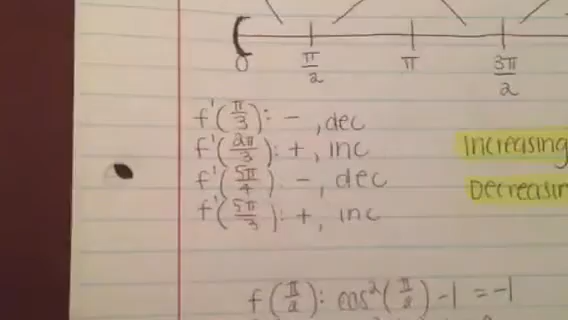 ( 0 π/2 π 3π/2
f'(π/3): - , dec
f'(2π/3): + , inc
increasing
f'(5π/4): - , dec
f'(5π/3): + , inc
f(π/2): cos²(π/2) - 1 = -1